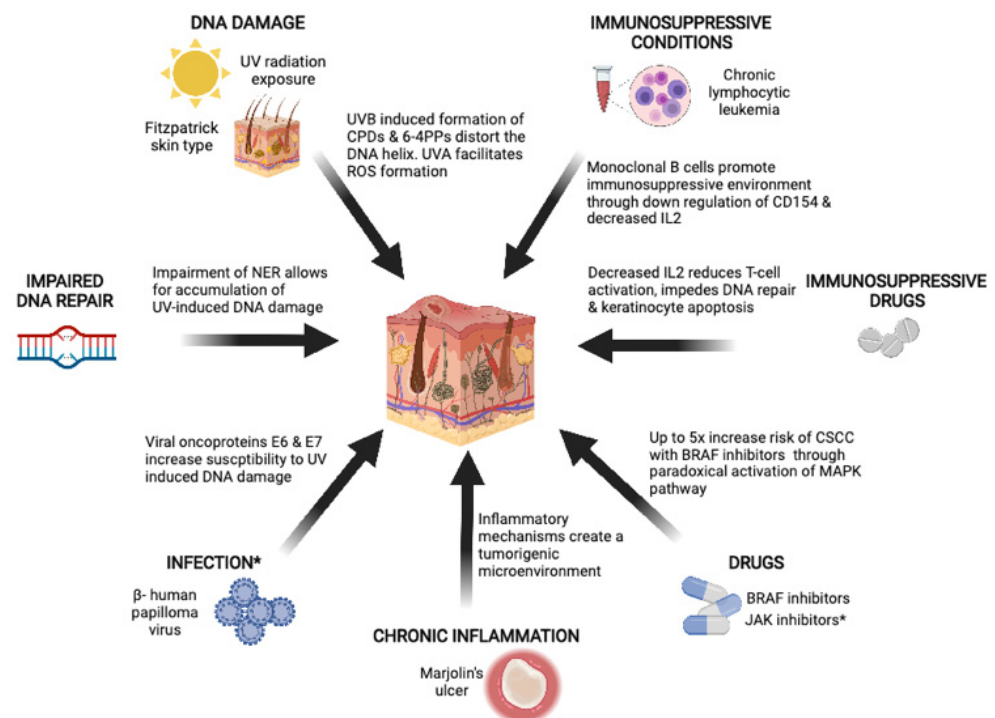 DNA DAMAGE
UV radiation
exposure
Fitzpatrick
skin type
UVB induced formation of
CPDs & 6-4PPs distort the
DNA helix. UVA facilitates
ROS formation
IMMUNOSUPPRESSIVE
CONDITIONS
Chronic
lymphocytic
leukemia
Monoclonal B cells promote
immunosuppressive environment
through down regulation of CD154 &
decreased IL2
IMPAIRED
DNA REPAIR
Impairment of NER allows
for accumulation of
UV-induced DNA damage
Decreased IL2 reduces T-cell
activation, impedes DNA repair
& keratinocyte apoptosis
IMMUNOSUPPRESSIVE
DRUGS
Viral oncoproteins E6 & E7
increase susctptibility to UV
induced DNA damage
Up to 5x increase risk of CSCC
with BRAF inhibitors through
paradoxical activation of MAPK
pathway
INFECTION*
β- human
papilloma
virus
Inflammatory
mechanisms create a
tumorigenic
microenvironment
DRUGS
BRAF inhibitors
JAK inhibitors*
CHRONIC INFLAMMATION
Marjolin's
ulcer